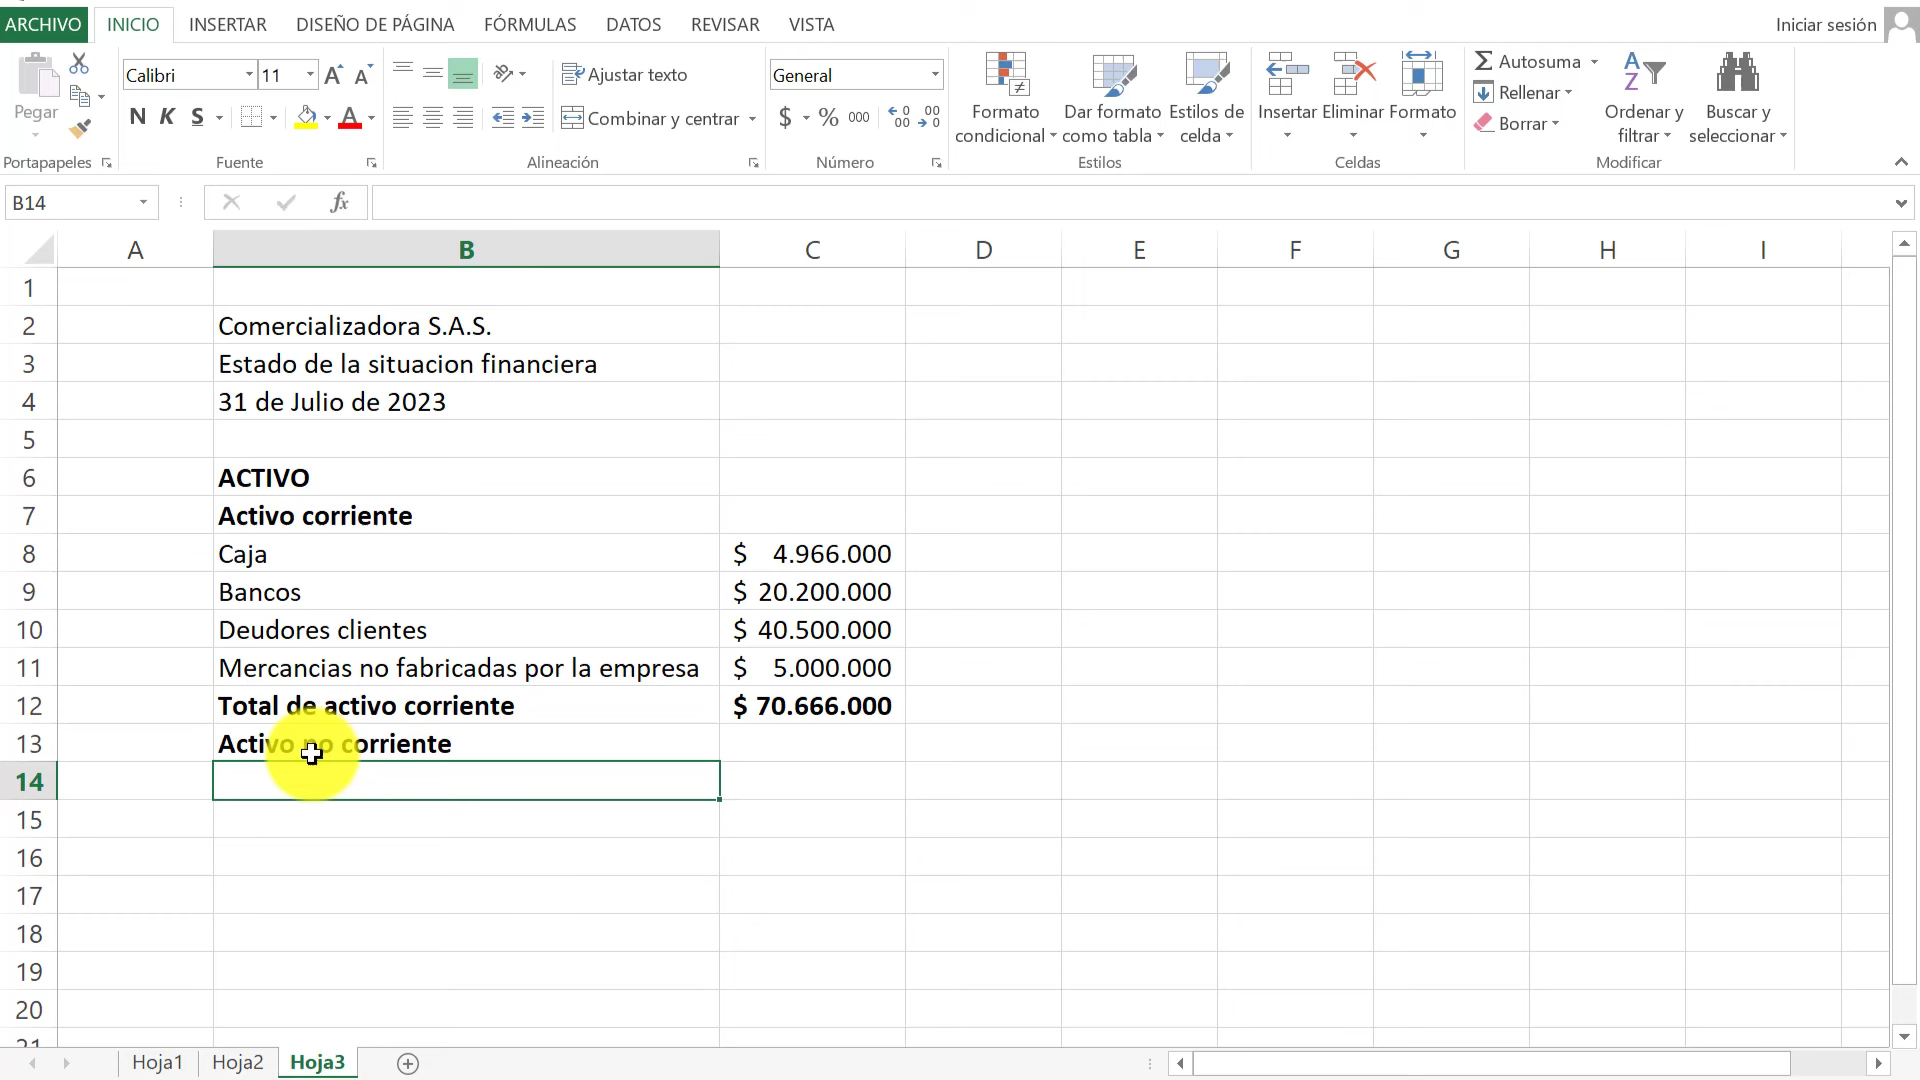 ARCHIVO INICIO INSERTAR DISEÑO DE PÁGINA FÓRMULAS DATOS REVISAR VISTA Iniciar sesión
Pegar
Portapapeles
Calibri 11 A A
N K S A
Fuente
Ajustar texto
Combinar y centrar
Alineación
General
$ % 000 0 00 00 0
Número
Formato condicional
Dar formato como tabla
Estilos de celda
Estilos
Insertar Eliminar Formato
Celdas
Σ Autosuma
Rellenar
Borrar
A Z
Ordenar y filtrar
Buscar y seleccionar
Modificar
B14 fx
A B C D E F G H I
1
2 Comercializadora S.A.S.
3 Estado de la situacion financiera
4 31 de Julio de 2023
5
6 ACTIVO
7 Activo corriente
8 Caja $ 4.966.000
9 Bancos $ 20.200.000
10 Deudores clientes $ 40.500.000
11 Mercancias no fabricadas por la empresa $ 5.000.000
12 Total de activo corriente $ 70.666.000
13 Activo no corriente
14
15
16
17
18
19
20
21
Hoja1 Hoja2 Hoja3